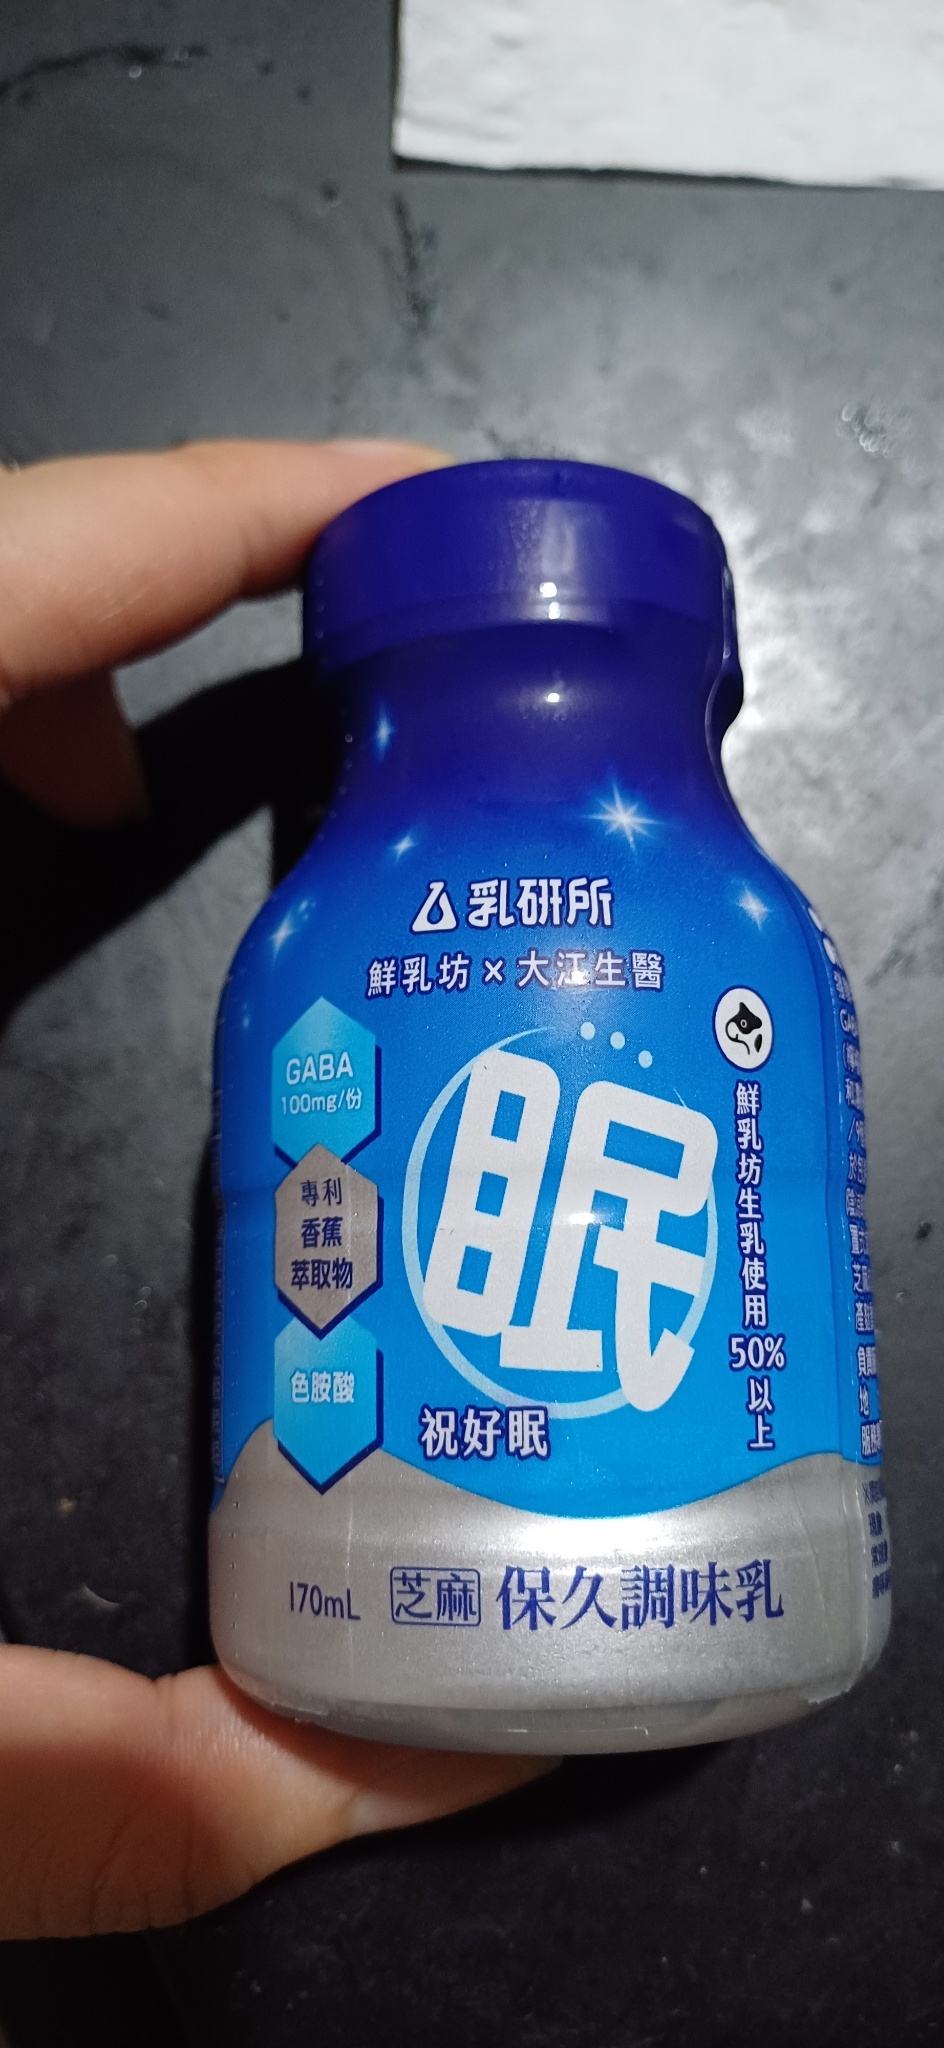 乳研所
鮮乳坊 × 大江生醫
GABA
100mg/份
專利
香蕉
萃取物
色胺酸
眠
祝好眠
鮮乳坊生乳使用50%以上
170mL
芝麻 保久調味乳